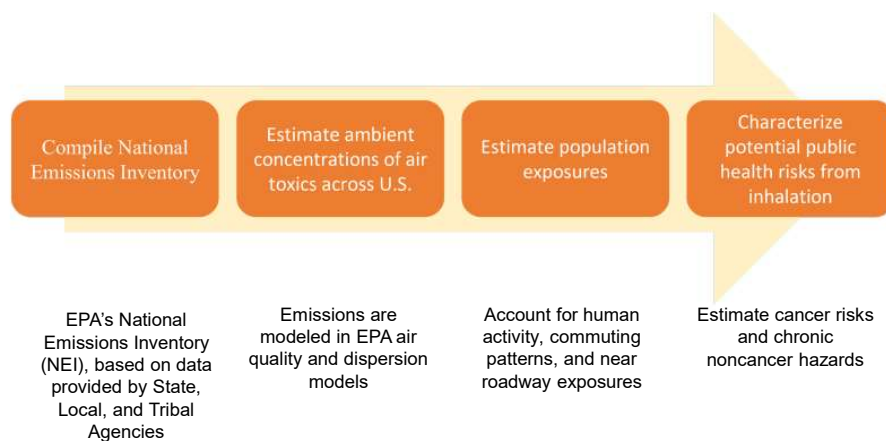 Compile National
Emissions Inventory
Estimate ambient
concentrations of air
toxics across U.S.
Estimate population
exposures
Characterize
potential public
health risks from
inhalation
EPA's National
Emissions Inventory
(NEI), based on data
provided by State,
Local, and Tribal
Agencies
Emissions are
modeled in EPA air
quality and dispersion
models
Account for human
activity, commuting
patterns, and near
roadway exposures
Estimate cancer risks
and chronic
noncancer hazards